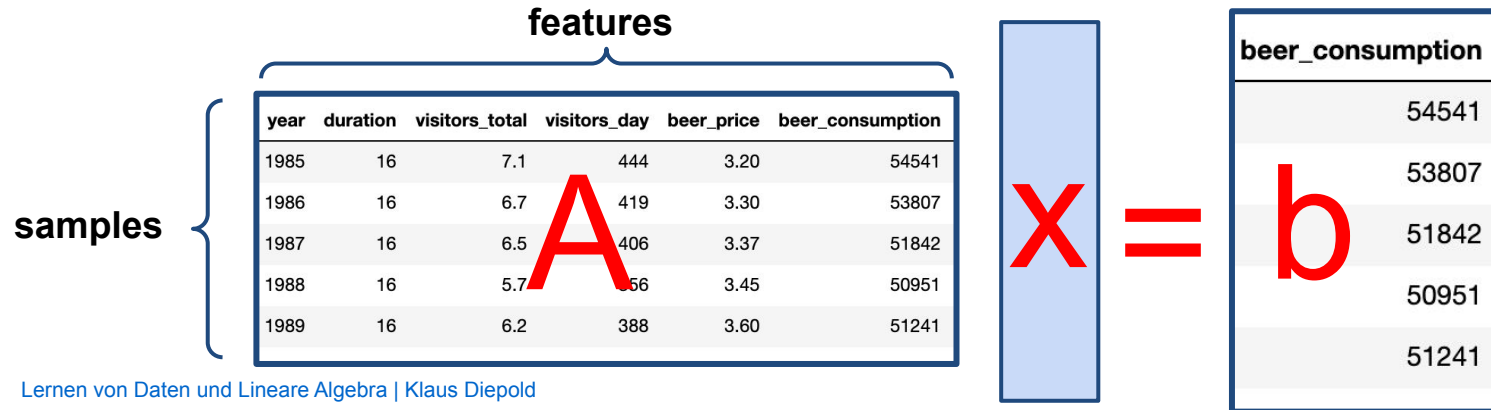 features
samples
year duration visitors_total visitors_day beer_price beer_consumption
1985 16 7.1 444 3.20 54541
1986 16 6.7 419 3.30 53807
1987 16 6.5 406 3.37 51842
1988 16 5.7 56 3.45 50951
1989 16 6.2 388 3.60 51241
A
x
=
beer_consumption
54541
53807
51842
50951
51241
b
Lernen von Daten und Lineare Algebra | Klaus Diepold